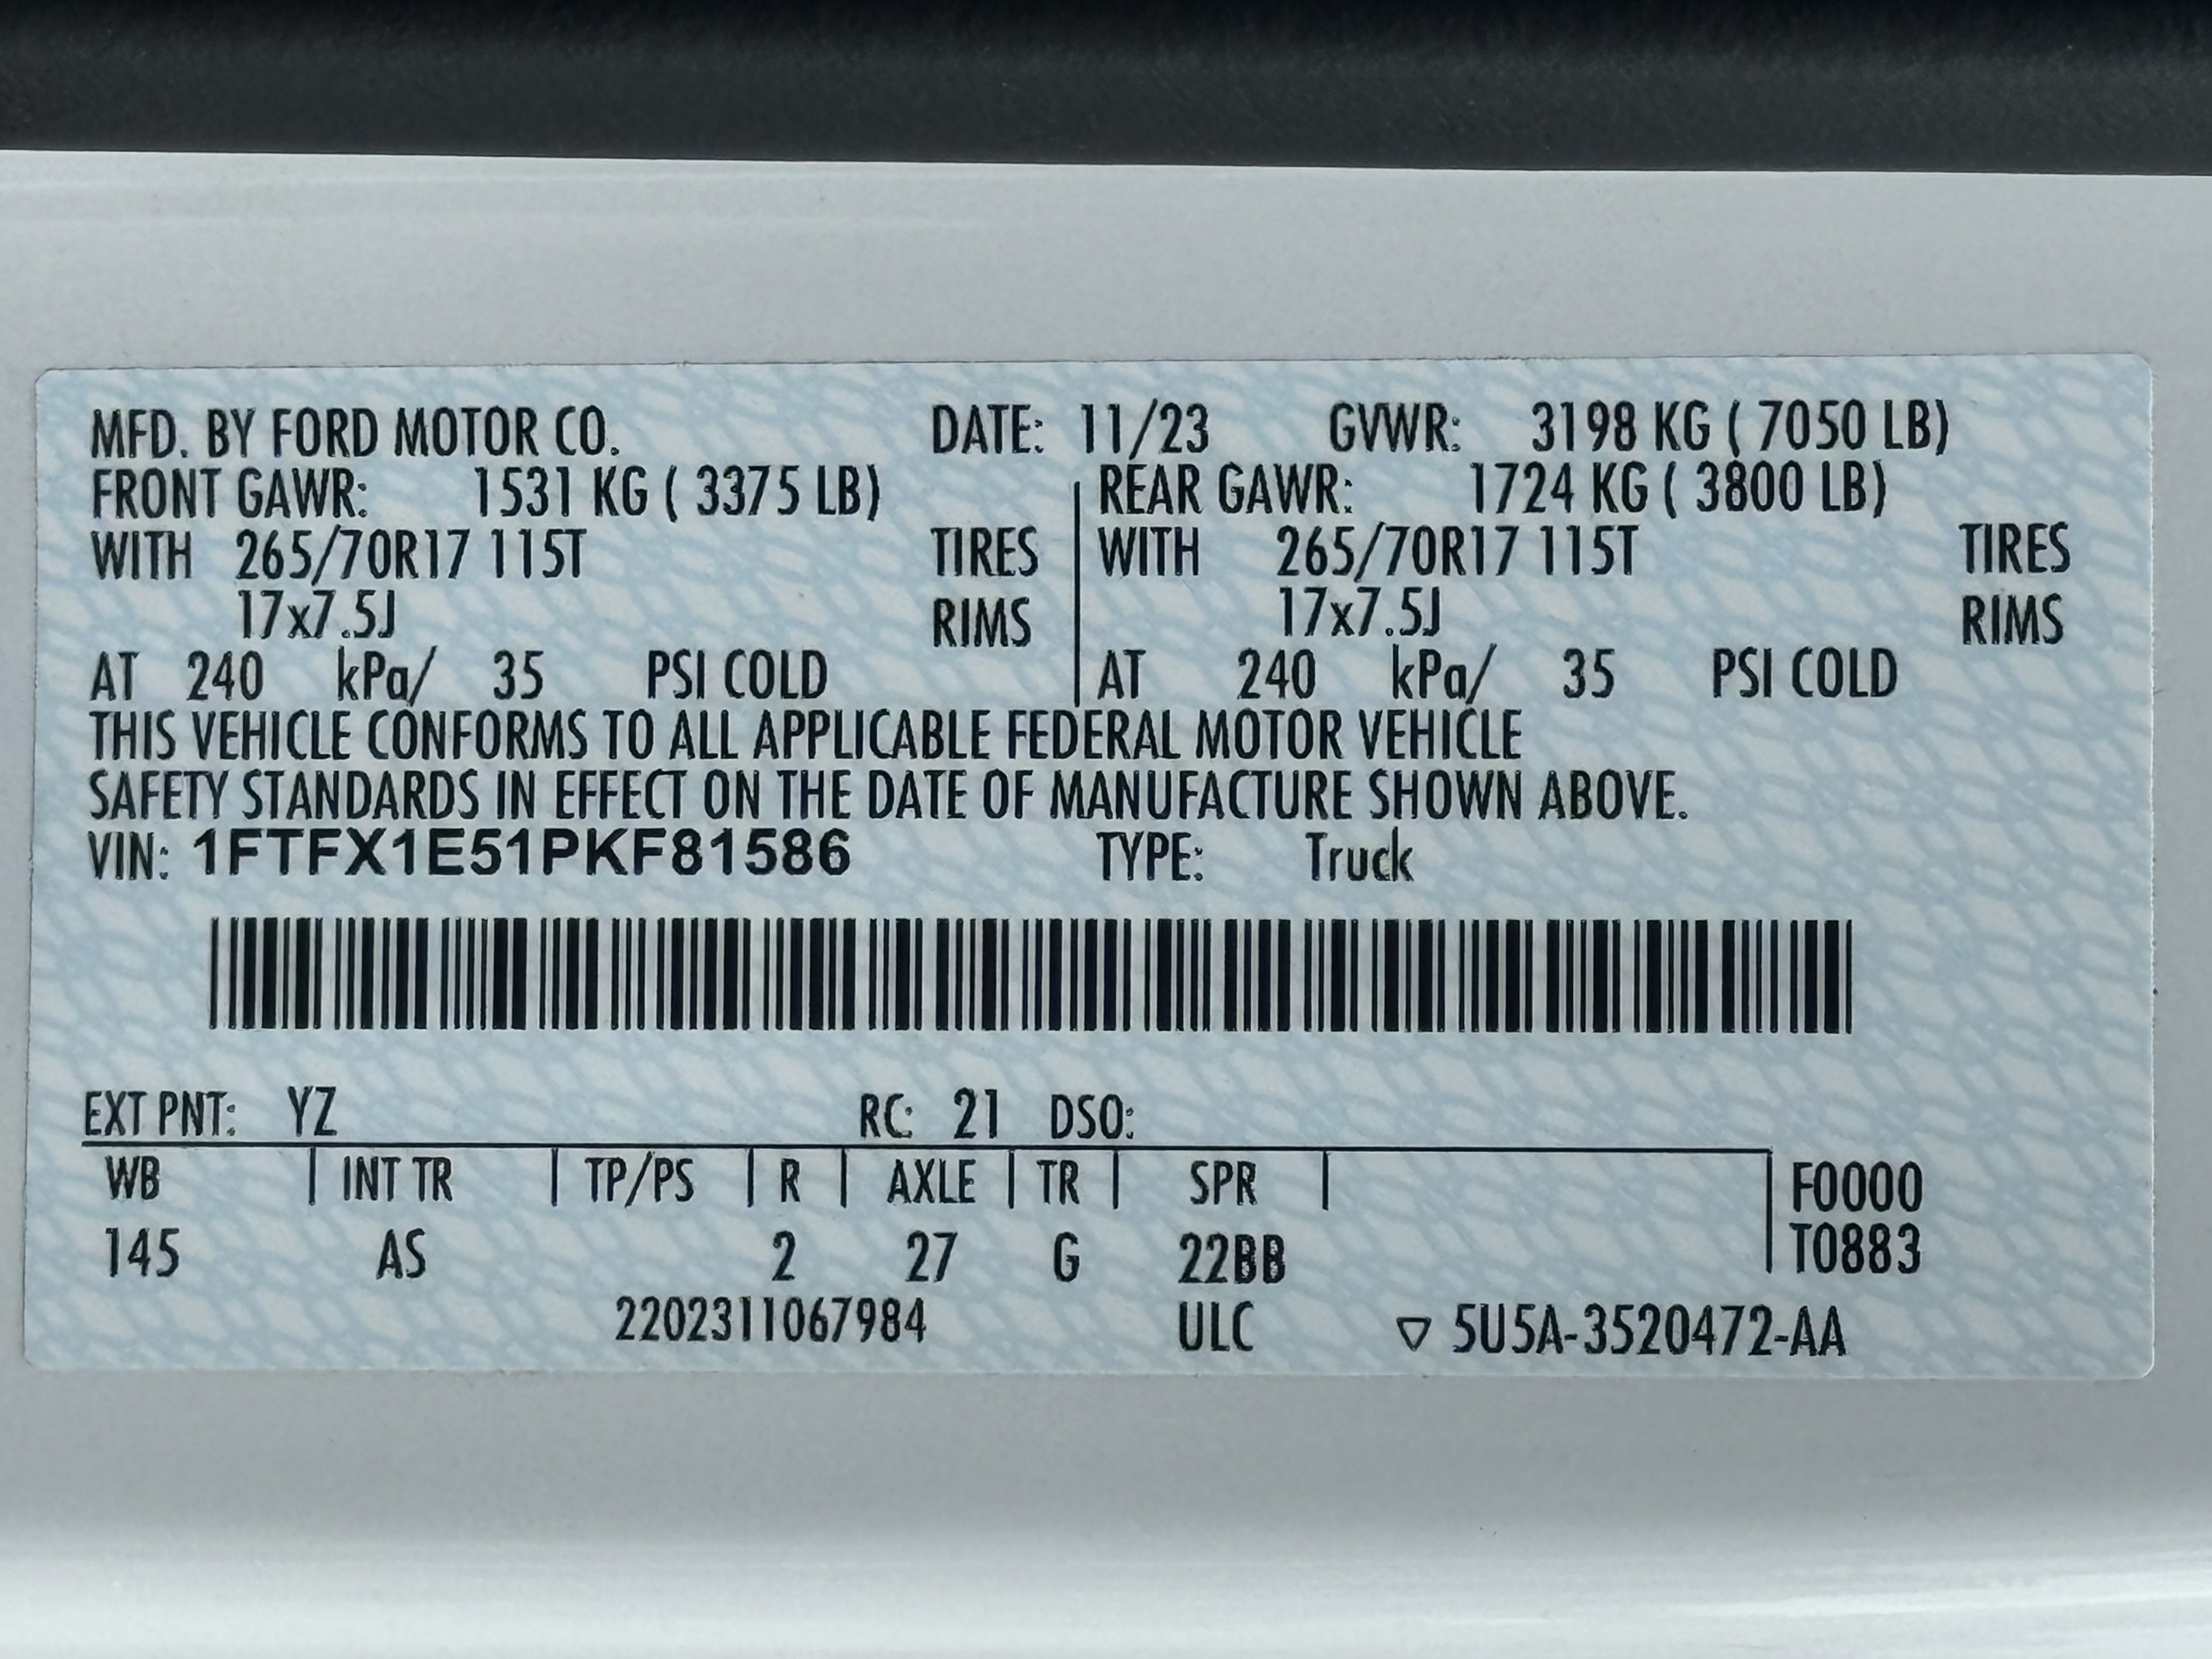 MFD. BY FORD MOTOR CO. DATE: 11/23 GVWR: 3198 KG ( 7050 LB)
FRONT GAWR: 1531 KG ( 3375 LB) REAR GAWR: 1724 KG ( 3800 LB)
WITH 265/70R17 115T TIRES WITH 265/70R17 115T TIRES
17x7.5J RIMS 17x7.5J RIMS
AT 240 kPa/ 35 PSI COLD AT 240 kPa/ 35 PSI COLD
THIS VEHICLE CONFORMS TO ALL APPLICABLE FEDERAL MOTOR VEHICLE
SAFETY STANDARDS IN EFFECT ON THE DATE OF MANUFACTURE SHOWN ABOVE.
VIN: 1FTFX1E51PKF81586 TYPE: Truck
EXT PNT: YZ RC: 21 DSO:
WB INT TR TP/PS R AXLE TR SPR F0000
145 AS 2 27 G 22BB T0883
2202311067984 ULC ▽ 5U5A-3520472-AA